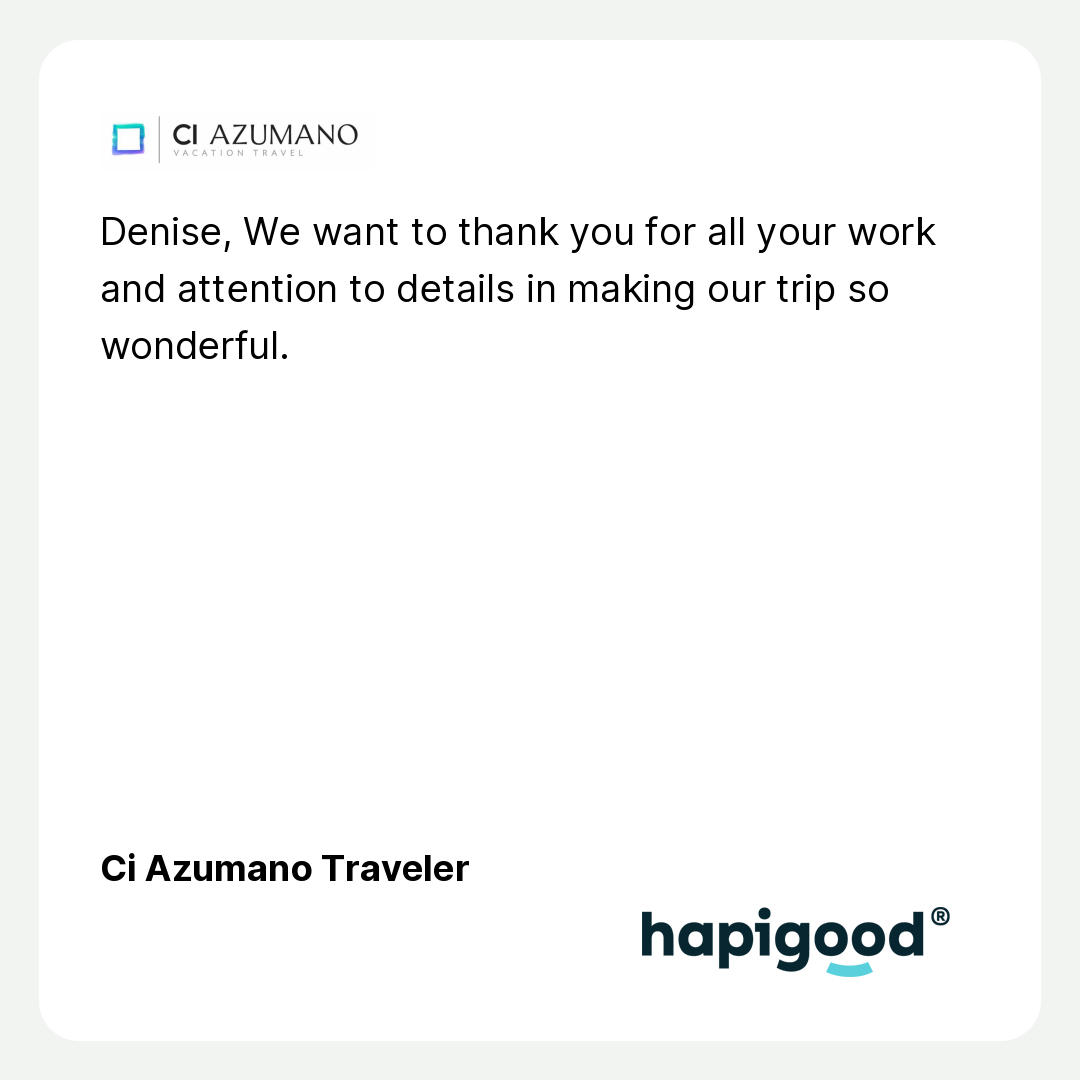 CI AZUMANO
VACATION TRAVEL
Denise, We want to thank you for all your work
and attention to details in making our trip so
wonderful.
Ci Azumano Traveler
hapigood®